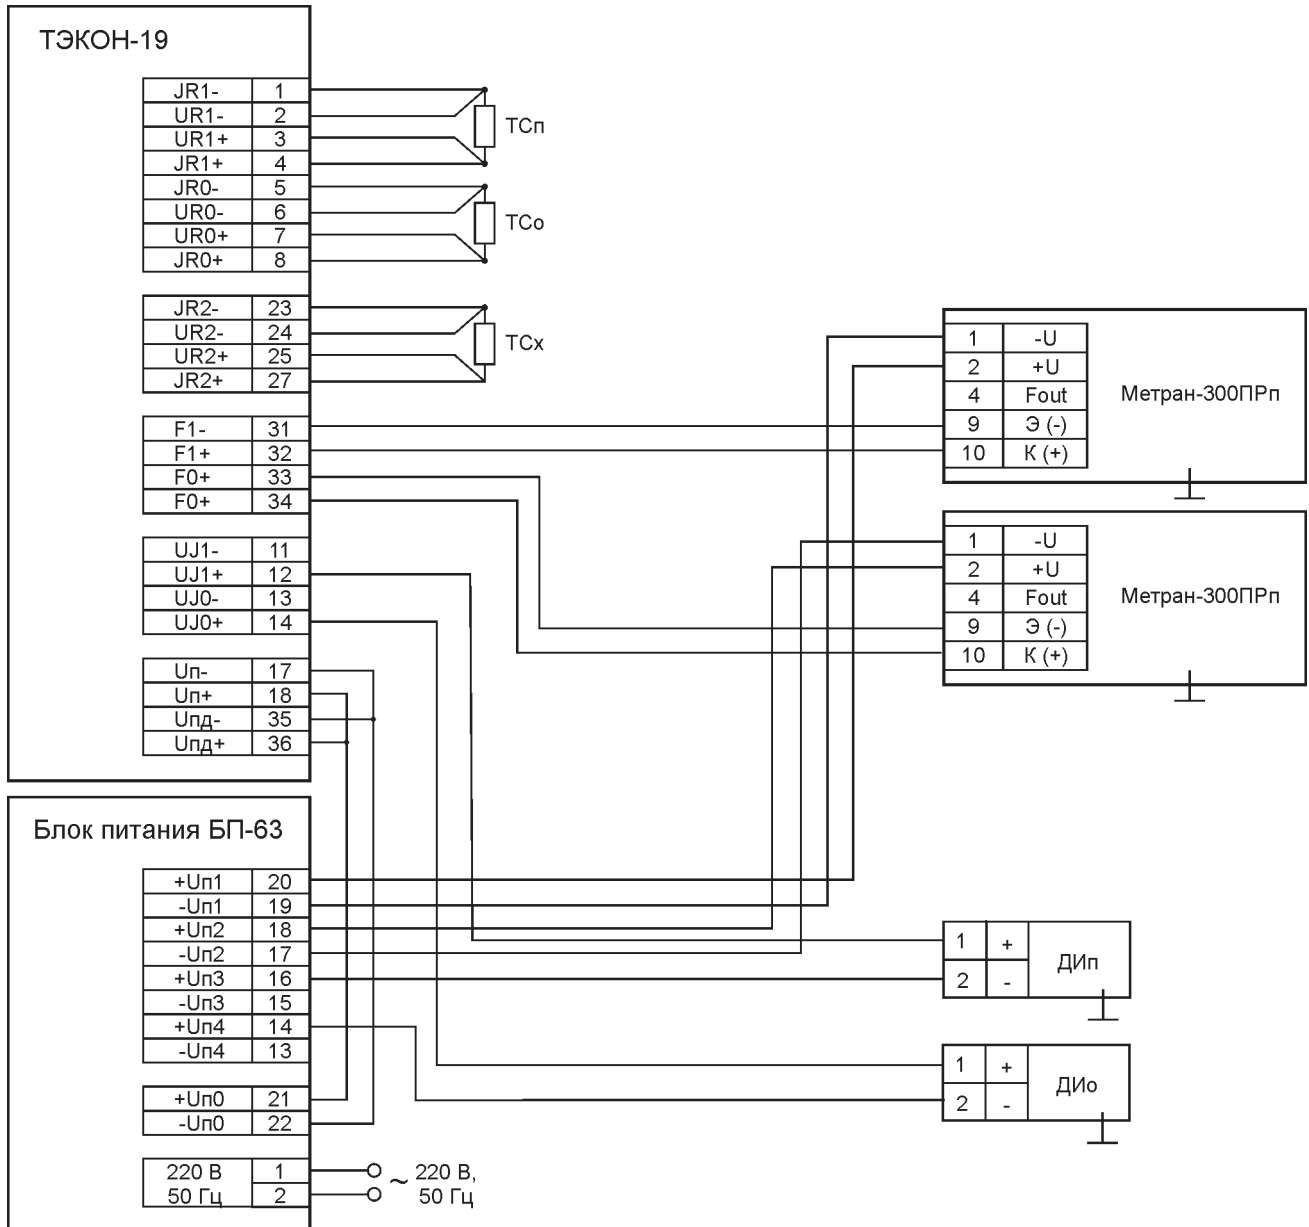 ТЭКОН-19
JR1- 1
UR1- 2
UR1+ 3
JR1+ 4
JR0- 5
UR0- 6
UR0+ 7
JR0+ 8
ТСп
ТСо
JR2- 23
UR2- 24
UR2+ 25
JR2+ 27
ТСх
F1- 31
F1+ 32
F0+ 33
F0+ 34
UJ1- 11
UJ1+ 12
UJ0- 13
UJ0+ 14
Uп- 17
Uп+ 18
Uпд- 35
Uпд+ 36
1 -U
2 +U
4 Fout
9 Э (-)
10 К (+)
Метран-300ПРп
1 -U
2 +U
4 Fout
9 Э (-)
10 К (+)
Метран-300ПРп
Блок питания БП-63
+Uп1 20
-Uп1 19
+Uп2 18
-Uп2 17
+Uп3 16
-Uп3 15
+Uп4 14
-Uп4 13
+Uп0 21
-Uп0 22
220 В 1
50 Гц 2
~ 220 В,
50 Гц
1 +
2 -
ДИп
1 +
2 -
ДИо